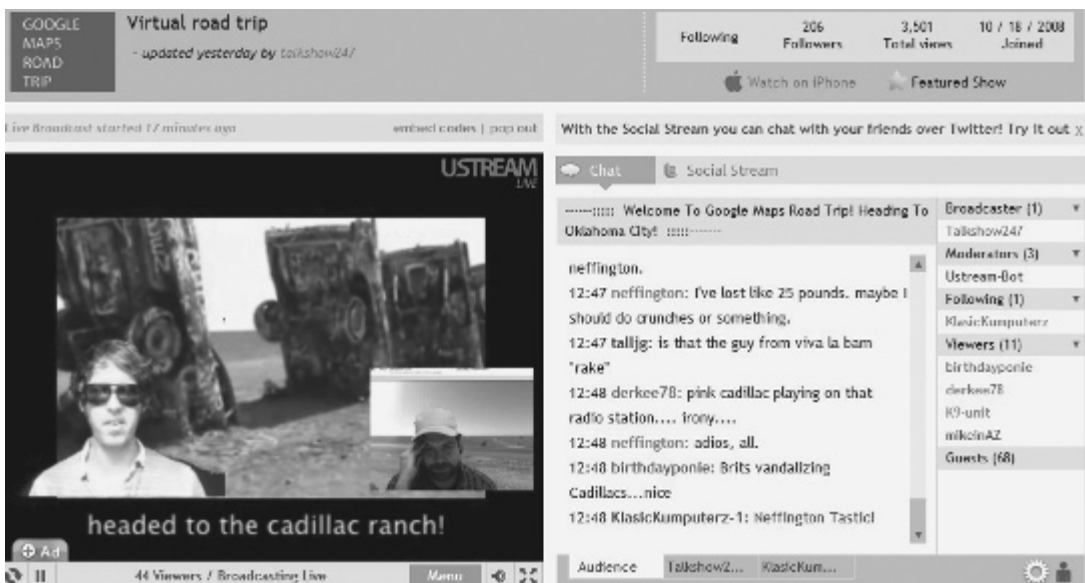 GOOGLE
MAPS
ROAD
TRIP
Virtual road trip
- updated yesterday by talkshow247
Following
206
Followers
3,501
Total views
10 / 18 / 2008
Joined
Watch on iPhone
Featured Show
Live Broadcast started 17 minutes ago
embed codes | pop out
USTREAM
LIVE
headed to the cadillac ranch!
Ad
44 Viewers / Broadcasting Live
Menu
With the Social Stream you can chat with your friends over Twitter! Try it out x
Chat
Social Stream
------::::: Welcome To Google Maps Road Trip! Heading To
Oklahoma City! :::::-------
neffington.
12:47 neffington: I've lost like 25 pounds. maybe I
should do crunches or something.
12:47 talljg: is that the guy from viva la bam
"rake"
12:48 derkee78: pink cadillac playing on that
radio station.... irony....
12:48 neffington: adios, all.
12:48 birthdayponie: Brits vandalizing
Cadillacs...nice
12:48 KlasicKumputerz-1: Neffington Tastic!
Broadcaster (1)
Talkshow247
Moderators (3)
Ustream-Bot
Following (1)
KlasicKumputerz
Viewers (11)
birthdayponie
derkee78
K9-unit
mikeinAZ
Guests (68)
Audience
Talkshow2...
KlasicKum...